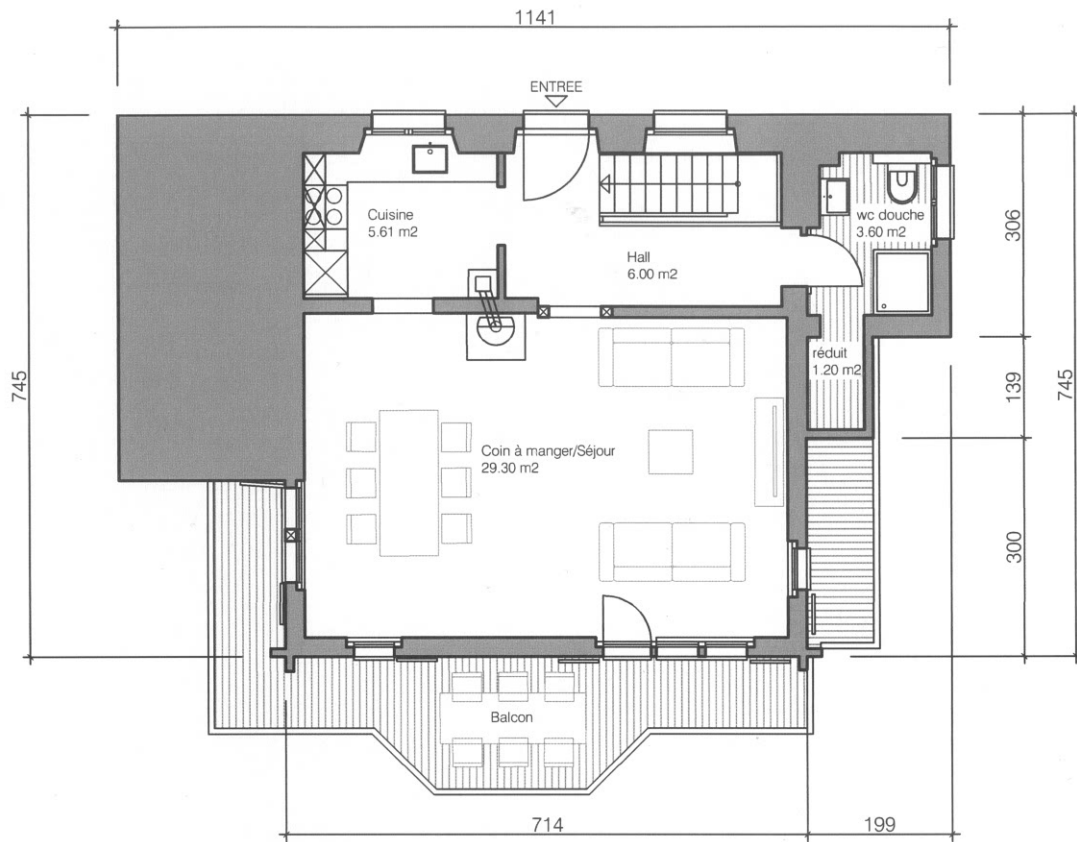 1141
ENTREE
Cuisine
5.61 m2
wc douche
3.60 m2
Hall
6.00 m2
306
745
réduit
1.20 m2
139
745
Coin à manger/Séjour
29.30 m2
300
Balcon
714
199